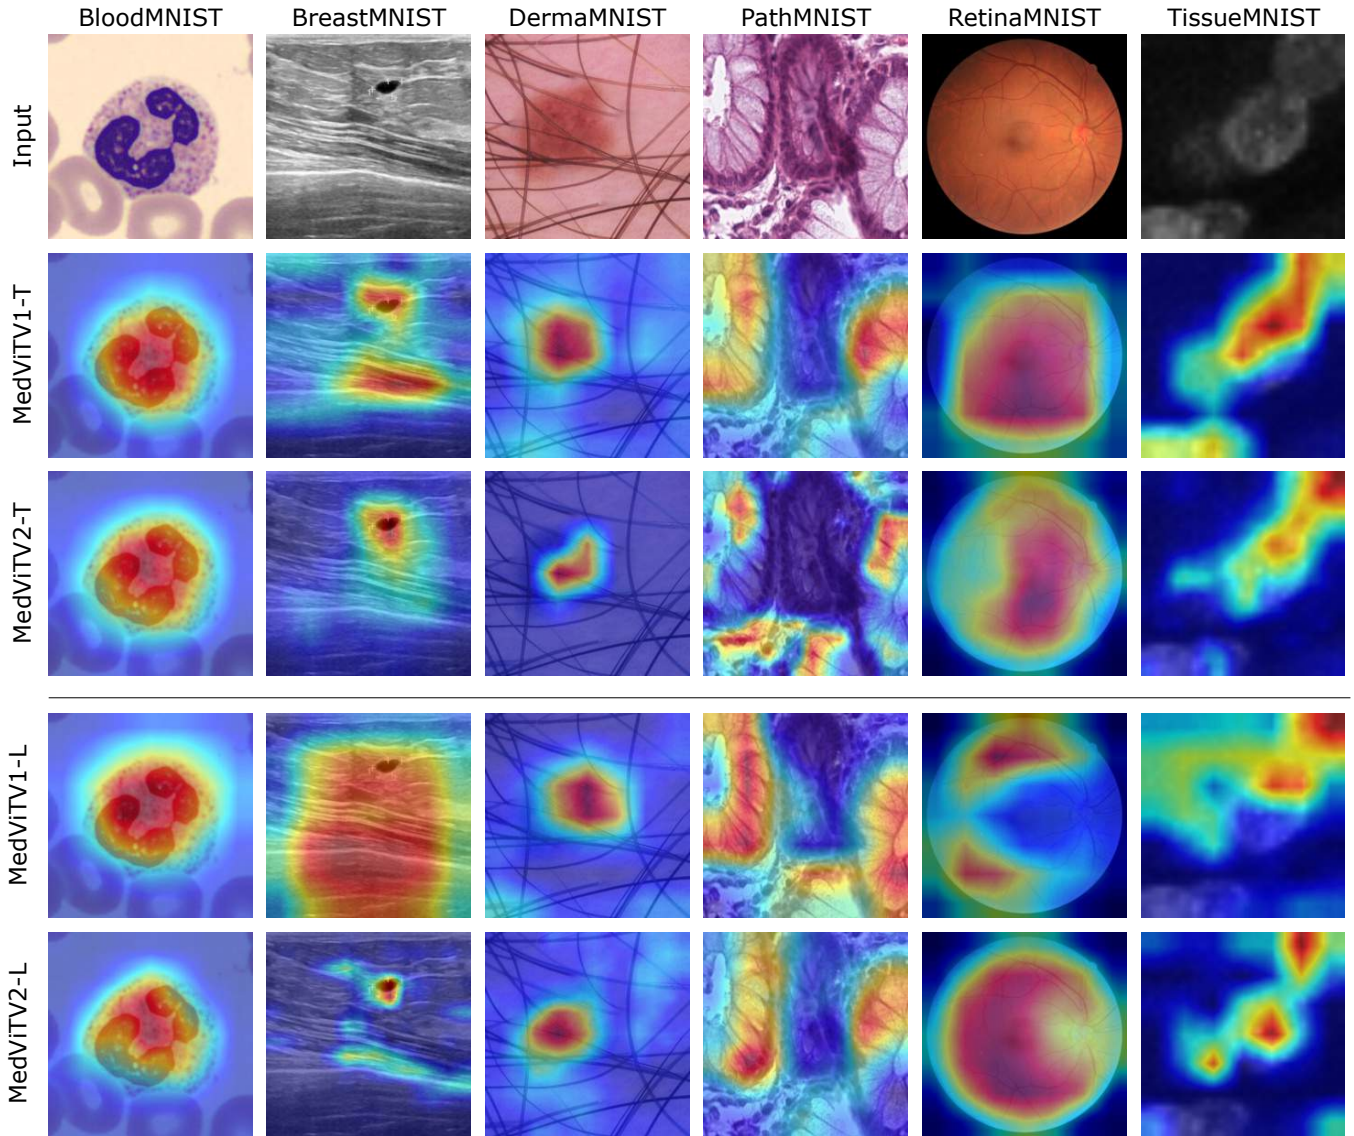 BloodMNIST BreastMNIST DermaMNIST PathMNIST RetinaMNIST TissueMNIST
Input
MedViTV1-T
MedViTV2-T
MedViTV1-L
MedViTV2-L